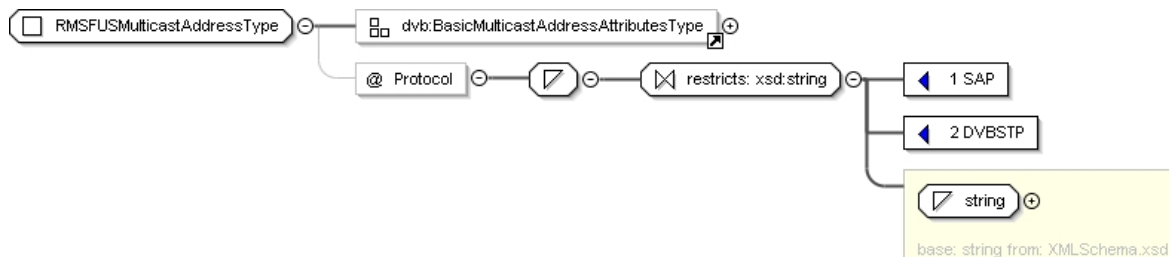 RMSFUSMulticastAddressType
dvb:BasicMulticastAddressAttributesType
@ Protocol
restricts: xsd:string
1 SAP
2 DVBSTP
string
base: string from: XMLSchema.xsd